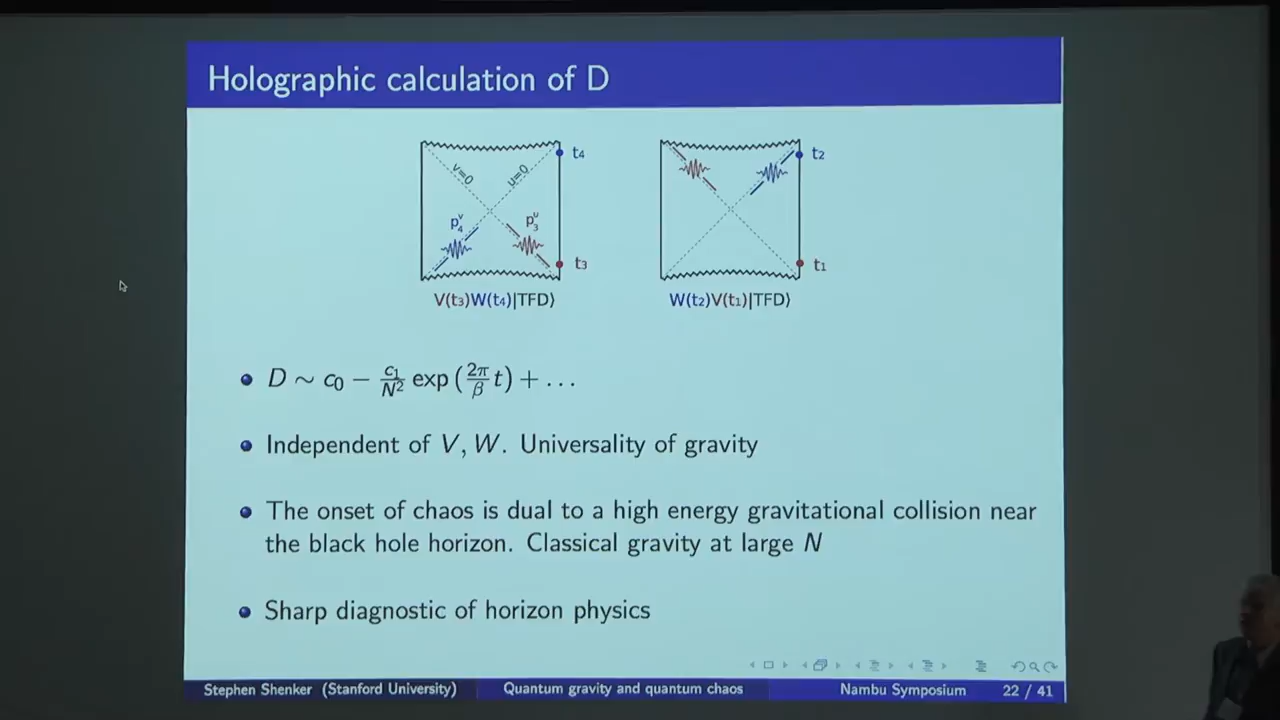 Holographic calculation of D
t₄
v=0
u=0
p₄ᵛ
p₃ᵘ
t₃
V(t₃)W(t₄)|TFD⟩
t₂
t₁
W(t₂)V(t₁)|TFD⟩
D ∼ c₀ − c₁/N² exp (2π/β t) + ...
Independent of V, W. Universality of gravity
The onset of chaos is dual to a high energy gravitational collision near
the black hole horizon. Classical gravity at large N
Sharp diagnostic of horizon physics
Stephen Shenker (Stanford University) Quantum gravity and quantum chaos Nambu Symposium 22 / 41